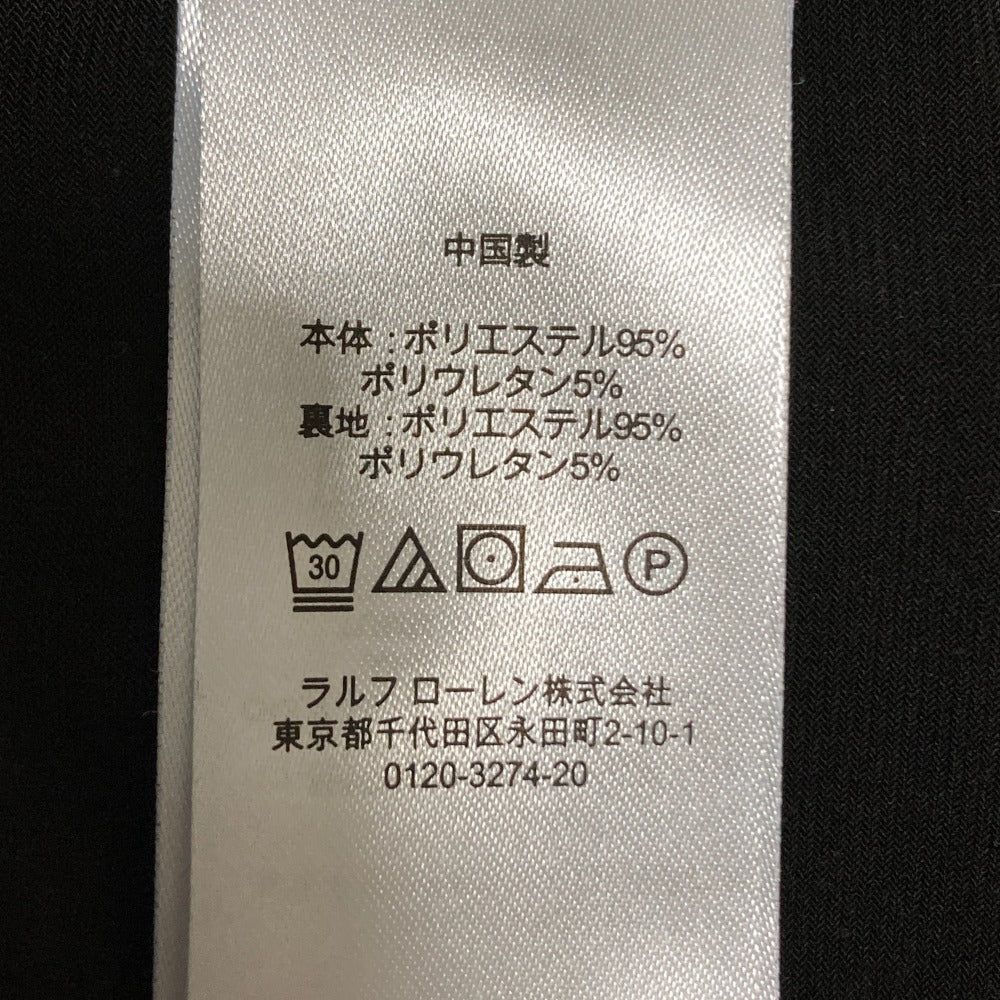 中国製
本体 : ポリエステル95%
ポリウレタン5%
裏地 : ポリエステル95%
ポリウレタン5%
30
P
ラルフ ローレン株式会社
東京都千代田区永田町2-10-1
0120-3274-20